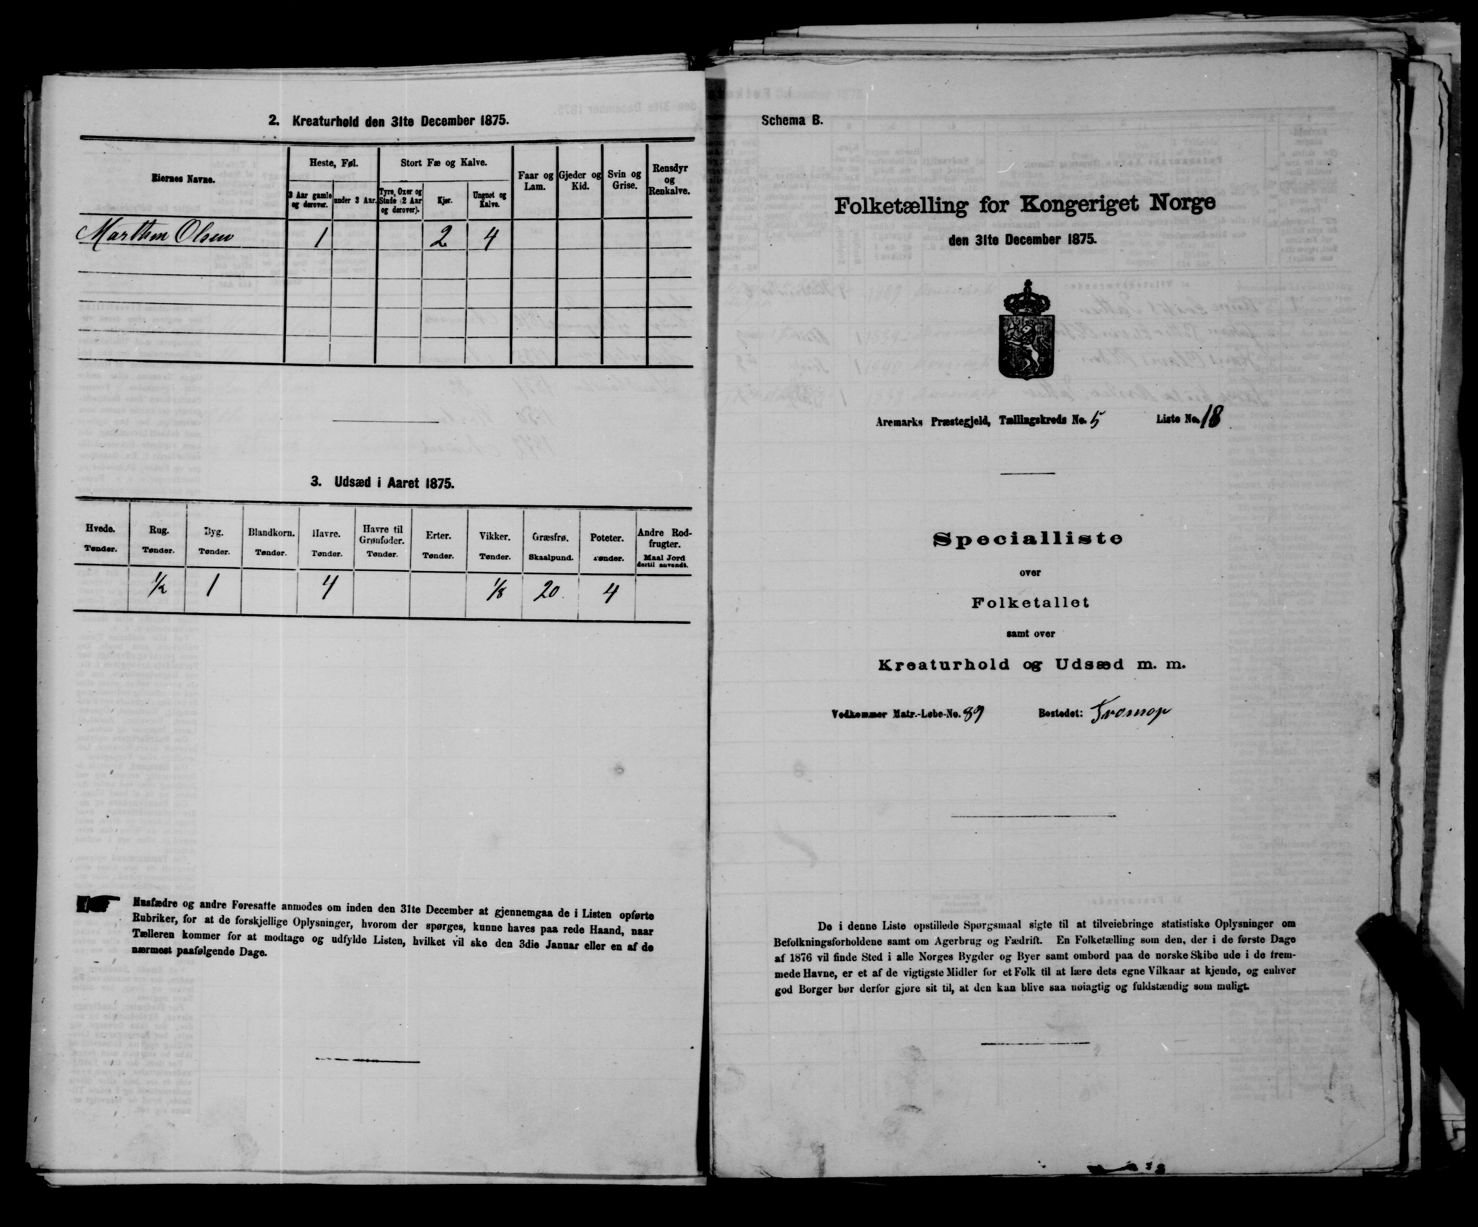 2. Kreaturhold den 31te December 1875.
Eiernes Navne.
Heste, Føl.
Stort Fæ og Kalve.
Faar og Lam.
Gjeder og Kid.
Svin og Grise.
Rensdyr og Renkalve.
3 Aar gamle og derover.
under 3 Aar.
Tyre, Oxer og Stude (2 Aar og derover).
Kjør.
Ungnet og Kalve.
Marthin Olsen 1 2 4
3. Udsæd i Aaret 1875.
Hvede. Rug. Byg. Blandkorn. Havre. Havre til Grønfoder. Erter. Vikker. Græsfrø. Poteter. Andre Rodfrugter.
Tønder. Tønder. Tønder. Tønder. Tønder. Tønder. Tønder. Tønder. Skaalpund. Tønder. Maal Jord dertil anvendt.
1/2 1 4 1/8 20 4
Husfædre og andre Foresatte anmodes om inden den 31te December at gjennemgaa de i Listen opførte
Rubriker, for at de forskjellige Oplysninger, hvorom der spørges, kunne haves paa rede Haand, naar
Tælleren kommer for at modtage og udfylde Listen, hvilket vil ske den 3die Januar eller en af de
nærmest paafølgende Dage.
Schema B.
Folketælling for Kongeriget Norge
den 31te December 1875.
Aremarks Præstegjeld, Tællingskreds No. 5 Liste No. 18
Specialliste
over
Folketallet
samt over
Kreaturhold og Udsæd m. m.
Vedkommer Matr.-Løbe-No. 89 Bostedet:
De i denne Liste opstillede Spørgsmaal sigte til at tilveiebringe statistiske Oplysninger om
Befolkningsforholdene samt om Agerbrug og Fædrift. En Folketælling som den, der i de første Dage
af 1876 vil finde Sted i alle Norges Bygder og Byer samt ombord paa de norske Skibe ude i de frem-
mede Havne, er et af de vigtigste Midler for et Folk til at lære dets egne Vilkaar at kjende, og enhver
god Borger bør derfor gjøre sit til, at den kan blive saa nøiagtig og fuldstændig som muligt.